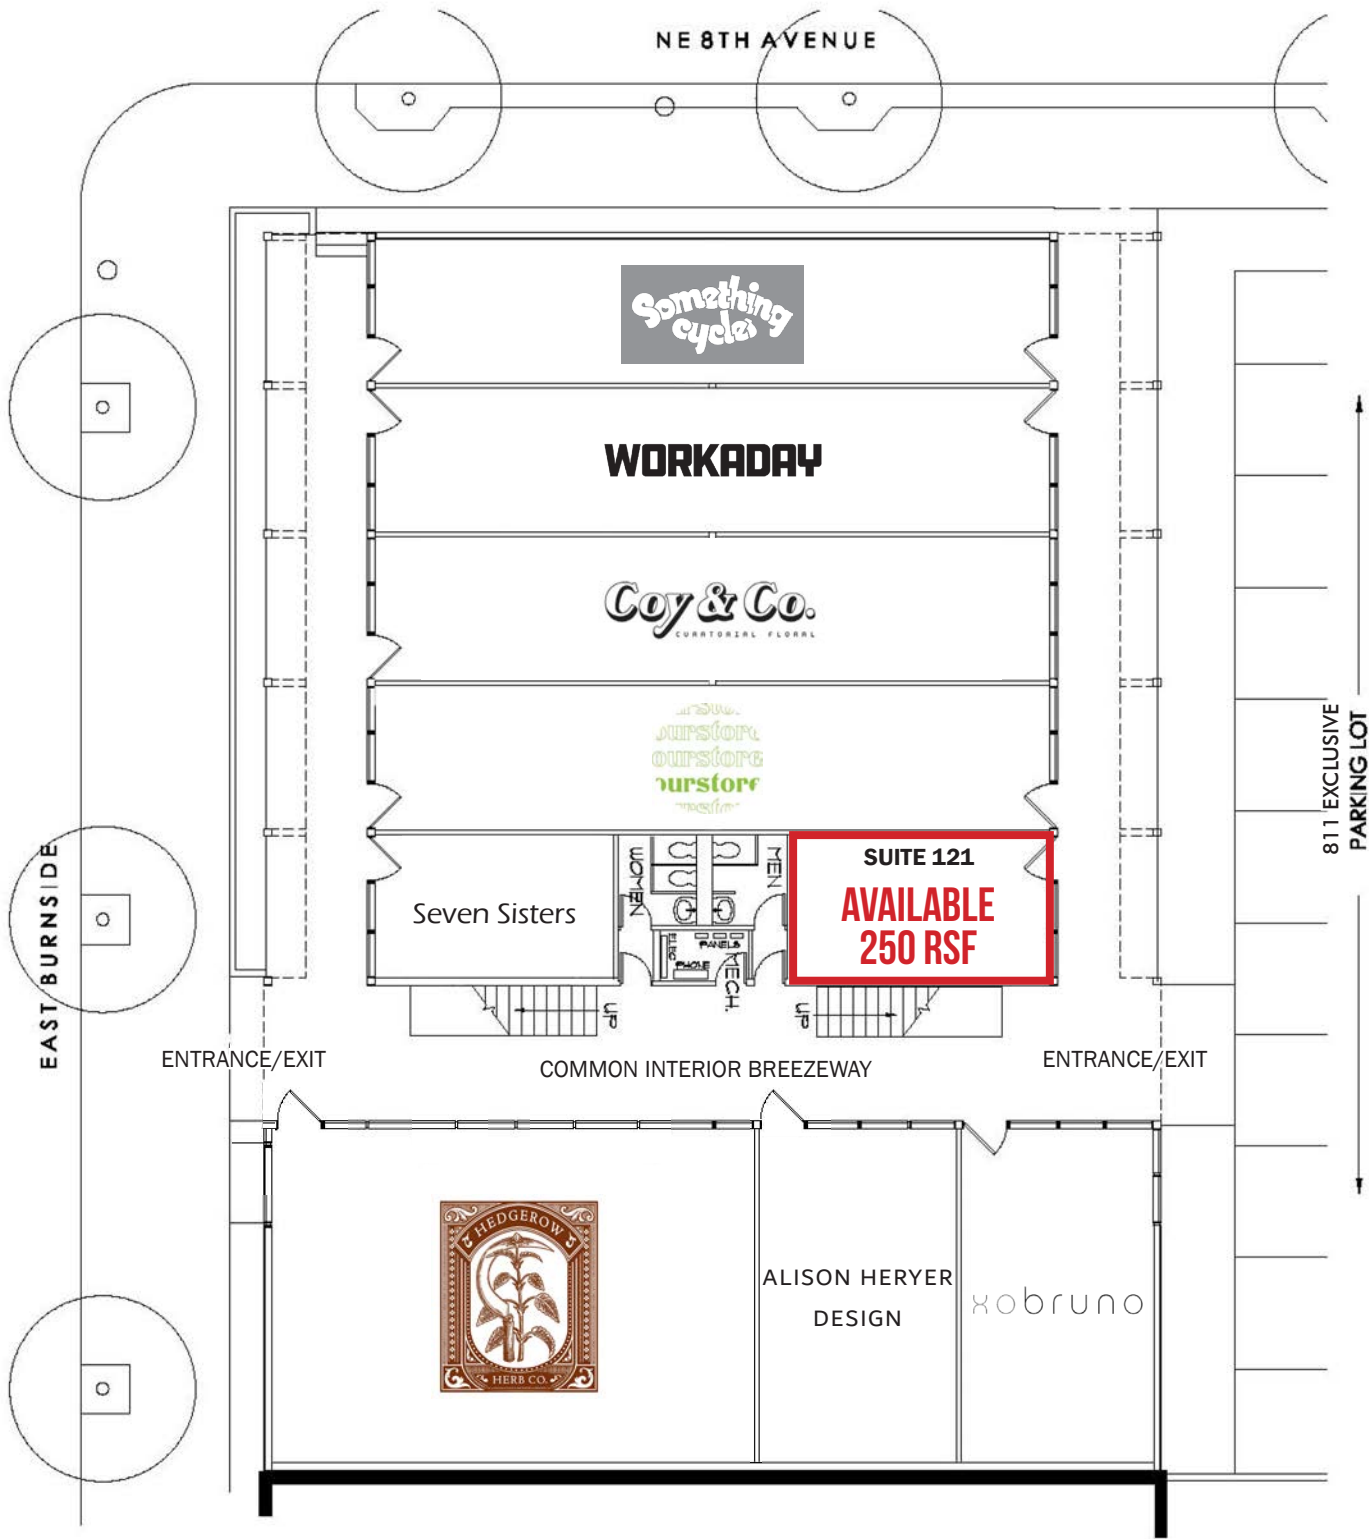 NE 8TH AVENUE
Something
cycles
WORKADAY
Coy & Co.
CURATORIAL FLORAL
ourstore
ourstore
ourstore
811 EXCLUSIVE
PARKING LOT
EAST BURNSIDE
Seven Sisters
WOMEN
MEN
ELEC
PANELS
PHONE
MECH.
SUITE 121
AVAILABLE
250 RSF
UP
UP
ENTRANCE/EXIT
COMMON INTERIOR BREEZEWAY
ENTRANCE/EXIT
HEDGEROW
HERB CO.
ALISON HERYER
DESIGN
xobruno